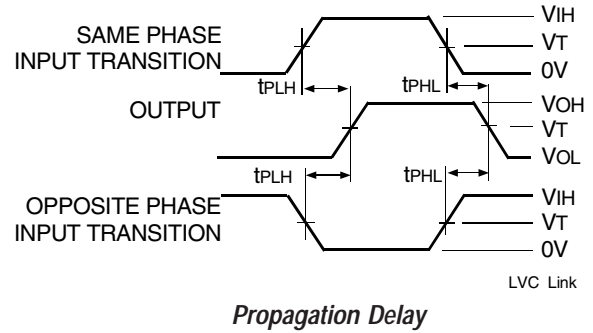 SAME PHASE
INPUT TRANSITION
VIH
VT
0V
tPLH
tPHL
OUTPUT
VOH
VT
VOL
tPLH
tPHL
OPPOSITE PHASE
INPUT TRANSITION
VIH
VT
0V
LVC Link
Propagation Delay